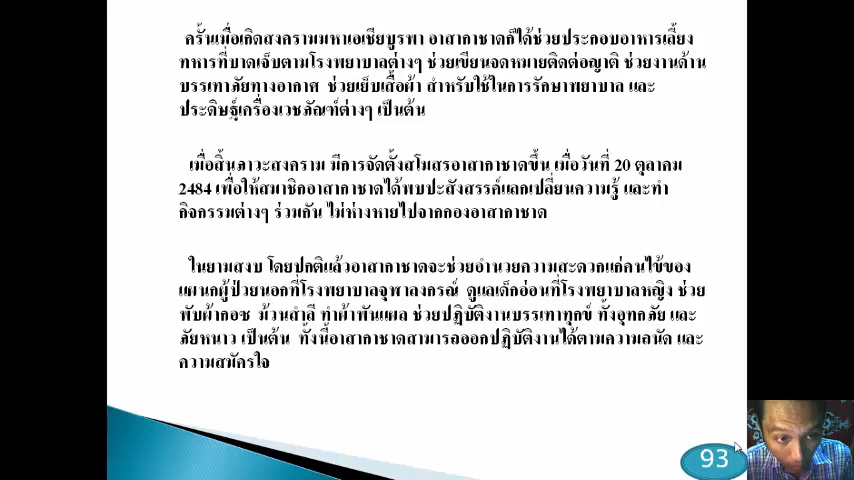 ครั้นเมื่อเกิดสงครามมหาเอเชียบูรพา อาสากาชาดก็ได้ช่วยประกอบอาหารเลี้ยง
ทหารที่บาดเจ็บตามโรงพยาบาลต่างๆ ช่วยเขียนจดหมายติดต่อญาติ ช่วยงานด้าน
บรรเทาภัยทางอากาศ ช่วยเย็บเสื้อผ้า สำหรับใช้ในการรักษาพยาบาล และ
ประดิษฐ์เครื่องเวชภัณฑ์ต่างๆ เป็นต้น
เมื่อสิ้นภาวะสงคราม มีการจัดตั้งสโมสรอาสากาชาดขึ้น เมื่อวันที่ 20 ตุลาคม
2484 เพื่อให้สมาชิกอาสากาชาดได้พบปะสังสรรค์แลกเปลี่ยนความรู้ และทำ
กิจกรรมต่างๆ ร่วมกัน ไม่ห่างหายไปจากกองอาสากาชาด
ในยามสงบ โดยปกติแล้วอาสากาชาดจะช่วยอำนวยความสะดวกแก่คนไข้ของ
แผนกผู้ป่วยนอกที่โรงพยาบาลจุฬาลงกรณ์ ดูแลเด็กอ่อนที่โรงพยาบาลหญิง ช่วย
พับผ้ากอซ ม้วนสำลี ทำผ้าพันแผล ช่วยปฏิบัติงานบรรเทาทุกข์ ทั้งอุทกภัย และ
ภัยหนาว เป็นต้น ทั้งนี้อาสากาชาดสามารถออกปฏิบัติงานได้ตามความถนัด และ
ความสมัครใจ
93